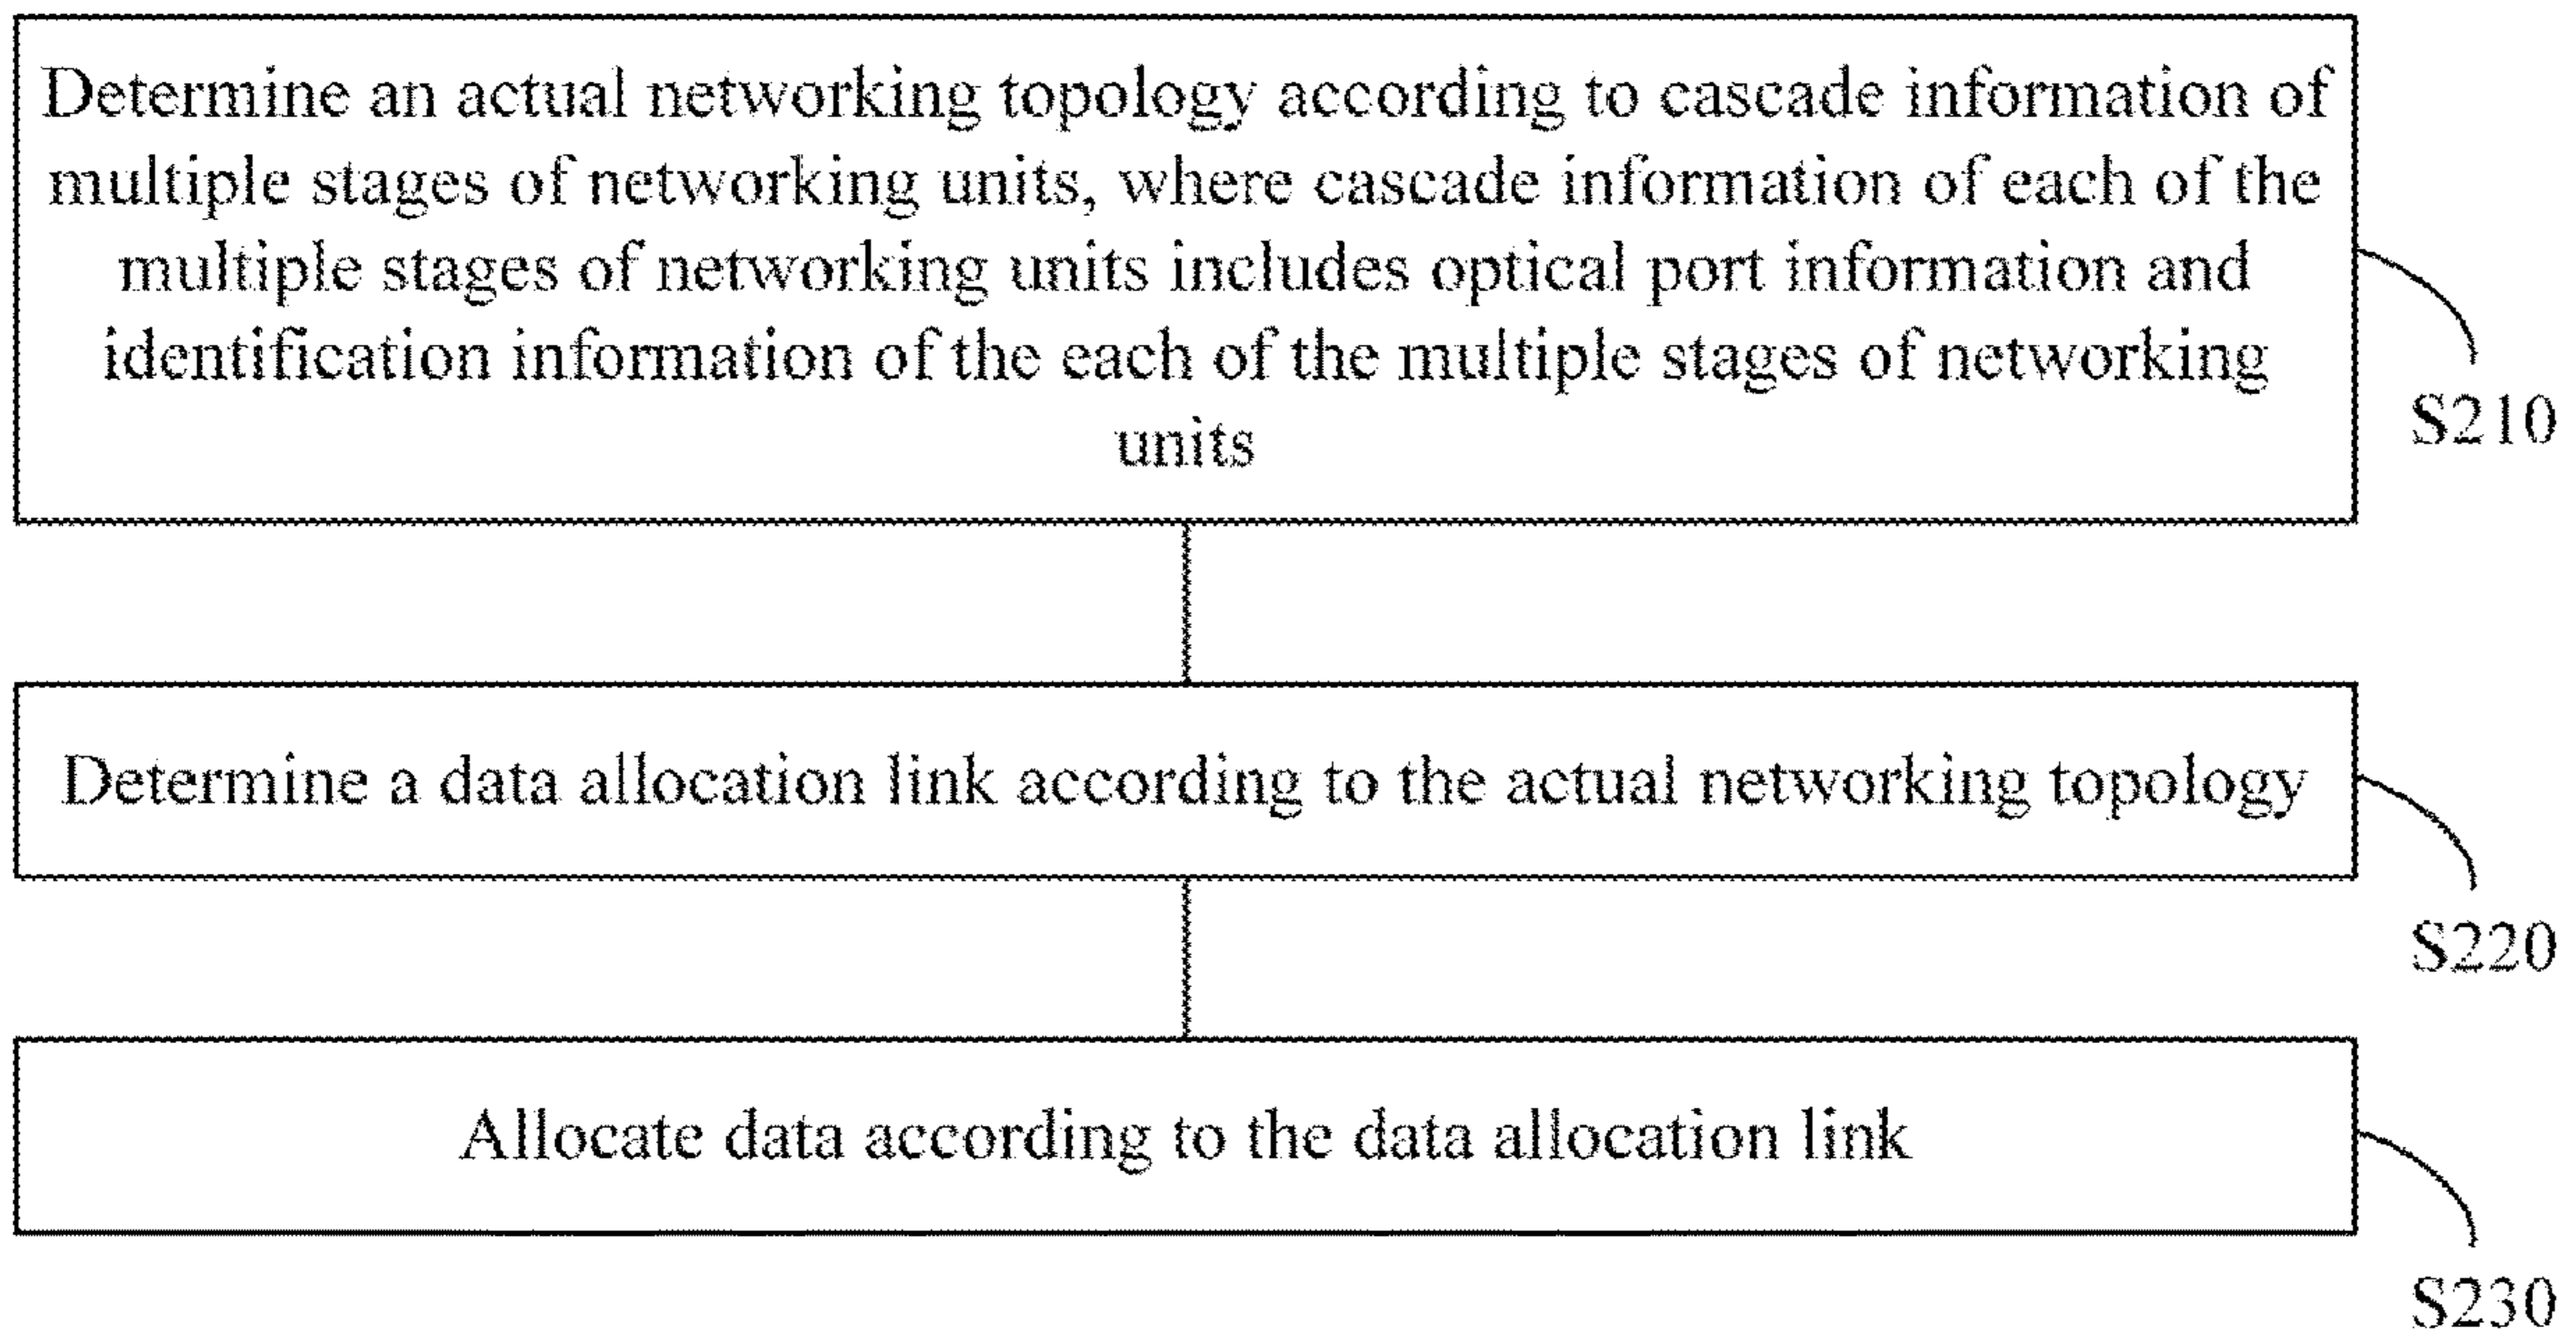 Determine an actual networking topology according to cascade information of
multiple stages of networking units, where cascade information of each of the
multiple stages of networking units includes optical port information and
identification information of the each of the multiple stages of networking
units
S210
Determine a data allocation link according to the actual networking topology
S220
Allocate data according to the data allocation link
S230